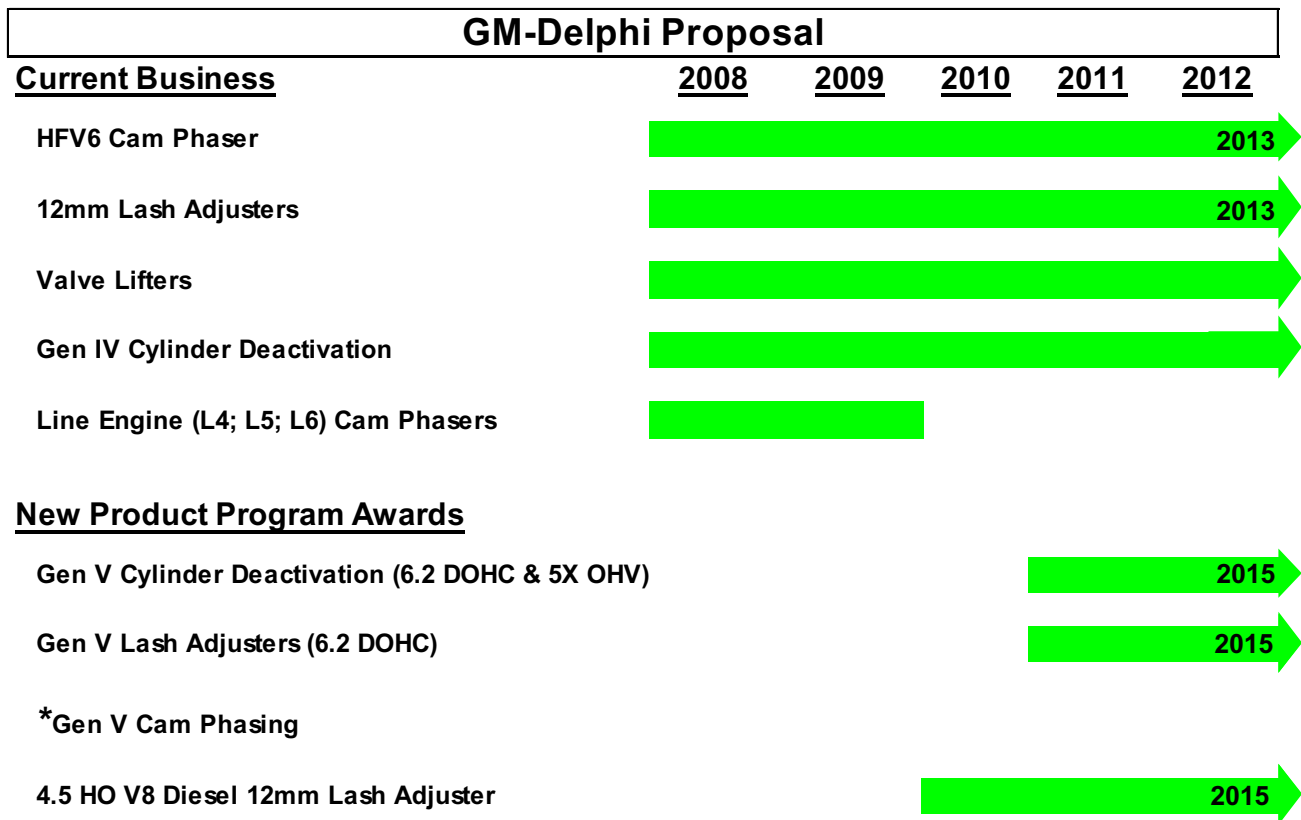 GM-Delphi Proposal
Current Business 2008 2009 2010 2011 2012
HFV6 Cam Phaser 2013
12mm Lash Adjusters 2013
Valve Lifters
Gen IV Cylinder Deactivation
Line Engine (L4; L5; L6) Cam Phasers
New Product Program Awards
Gen V Cylinder Deactivation (6.2 DOHC & 5X OHV) 2015
Gen V Lash Adjusters (6.2 DOHC) 2015
*Gen V Cam Phasing
4.5 HO V8 Diesel 12mm Lash Adjuster 2015